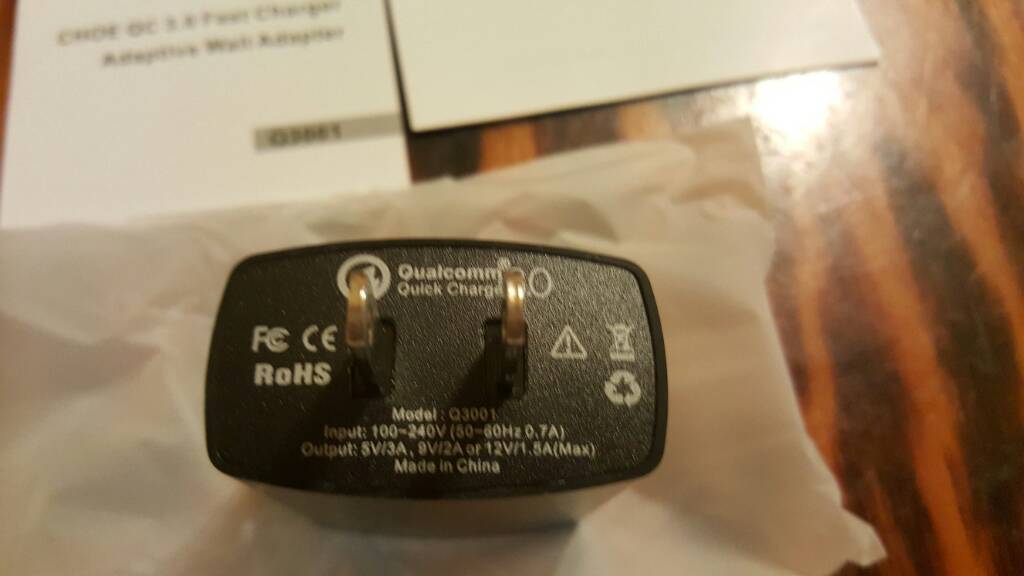 CHOE QC 3.0 Fast Charger
Adaptive Wall Adapter
Q3001
Qualcomm®
Quick Charge
FC CE
RoHS
Model : Q3001
Input: 100~240V (50~60Hz 0.7A)
Output: 5V/3A , 9V/2A or 12V/1.5A(Max)
Made in China